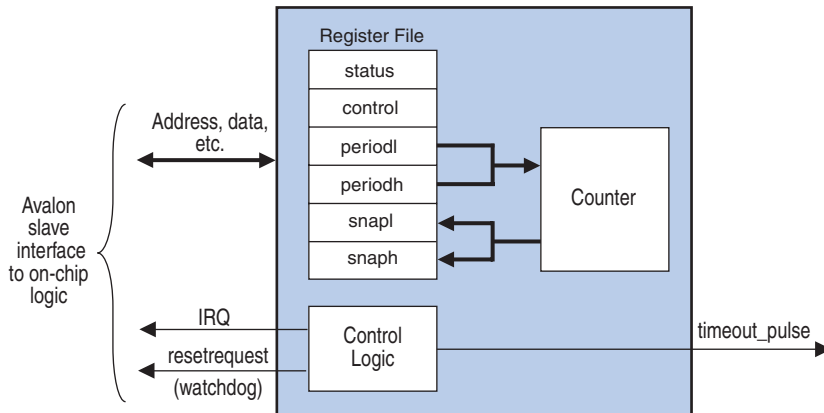 Register File
status
control
periodl
periodh
snapl
snaph
Address, data,
etc.
Counter
Avalon
slave
interface
to on-chip
logic
IRQ
resetrequest
(watchdog)
Control
Logic
timeout_pulse